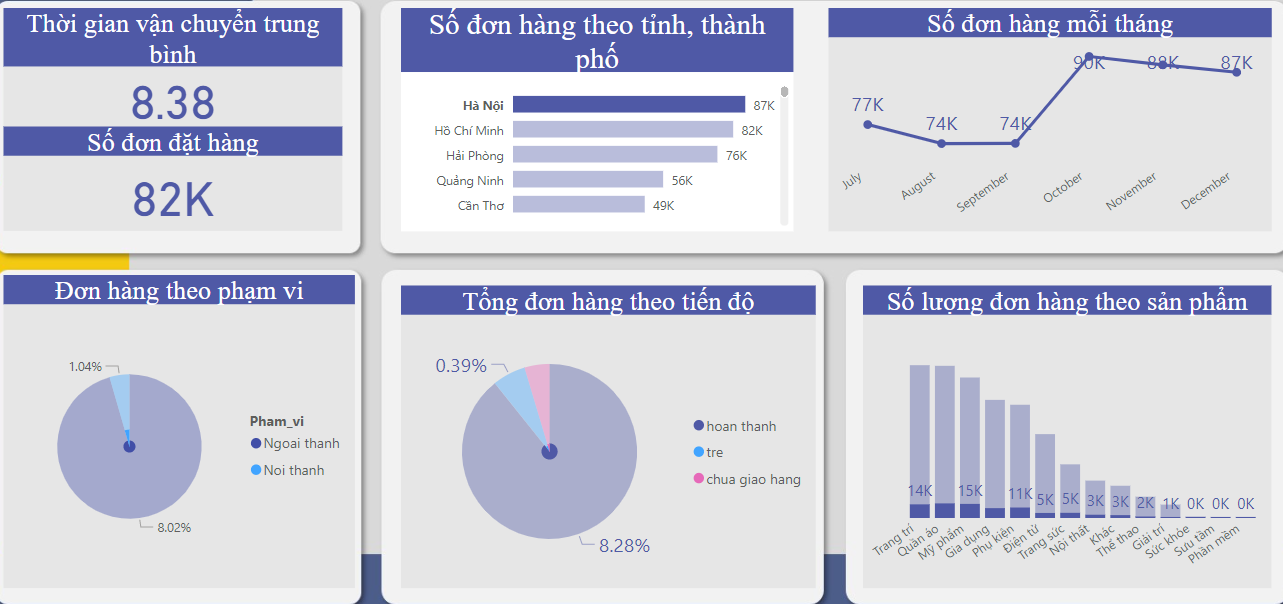 Thời gian vận chuyển trung
bình
8.38
Số đơn đặt hàng
82K
Số đơn hàng theo tỉnh, thành
phố
Hà Nội 87K
Hồ Chí Minh 82K
Hải Phòng 76K
Quảng Ninh 56K
Cần Thơ 49K
Số đơn hàng mỗi tháng
77K 74K 74K 90K 88K 87K
July August September October November December
Đơn hàng theo phạm vi
1.04%
8.02%
Pham_vi
Ngoai thanh
Noi thanh
Tổng đơn hàng theo tiến độ
0.39%
8.28%
hoan thanh
tre
chua giao hang
Số lượng đơn hàng theo sản phẩm
14K 15K 11K 5K 5K 3K 3K 2K 1K 0K 0K 0K
Trang trí Quần áo Mỹ phẩm Gia dụng Phụ kiện Điện tử Trang sức Nội thất Khác Thể thao Giải trí Sức khỏe Sưu tầm Phần mềm